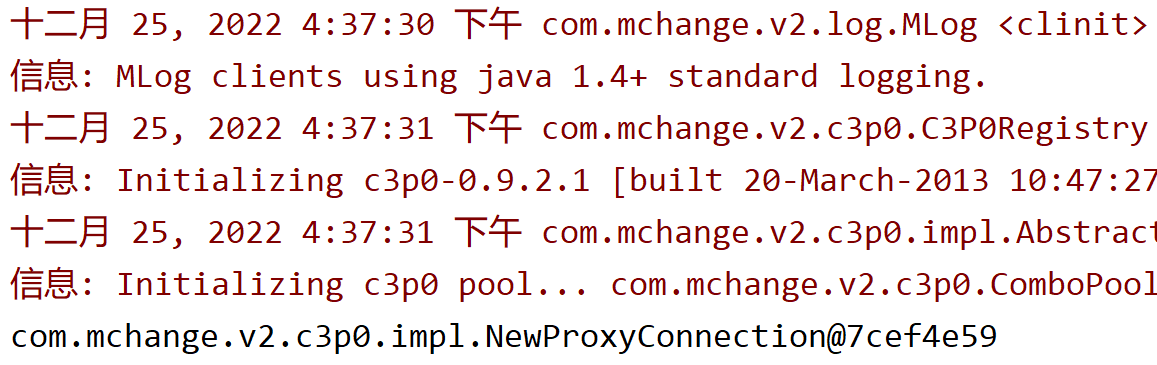 十二月 25, 2022 4:37:30 下午 com.mchange.v2.log.MLog <clinit>
信息: MLog clients using java 1.4+ standard logging.
十二月 25, 2022 4:37:31 下午 com.mchange.v2.c3p0.C3P0Registry
信息: Initializing c3p0-0.9.2.1 [built 20-March-2013 10:47:27
十二月 25, 2022 4:37:31 下午 com.mchange.v2.c3p0.impl.Abstract
信息: Initializing c3p0 pool... com.mchange.v2.c3p0.ComboPool
com.mchange.v2.c3p0.impl.NewProxyConnection@7cef4e59